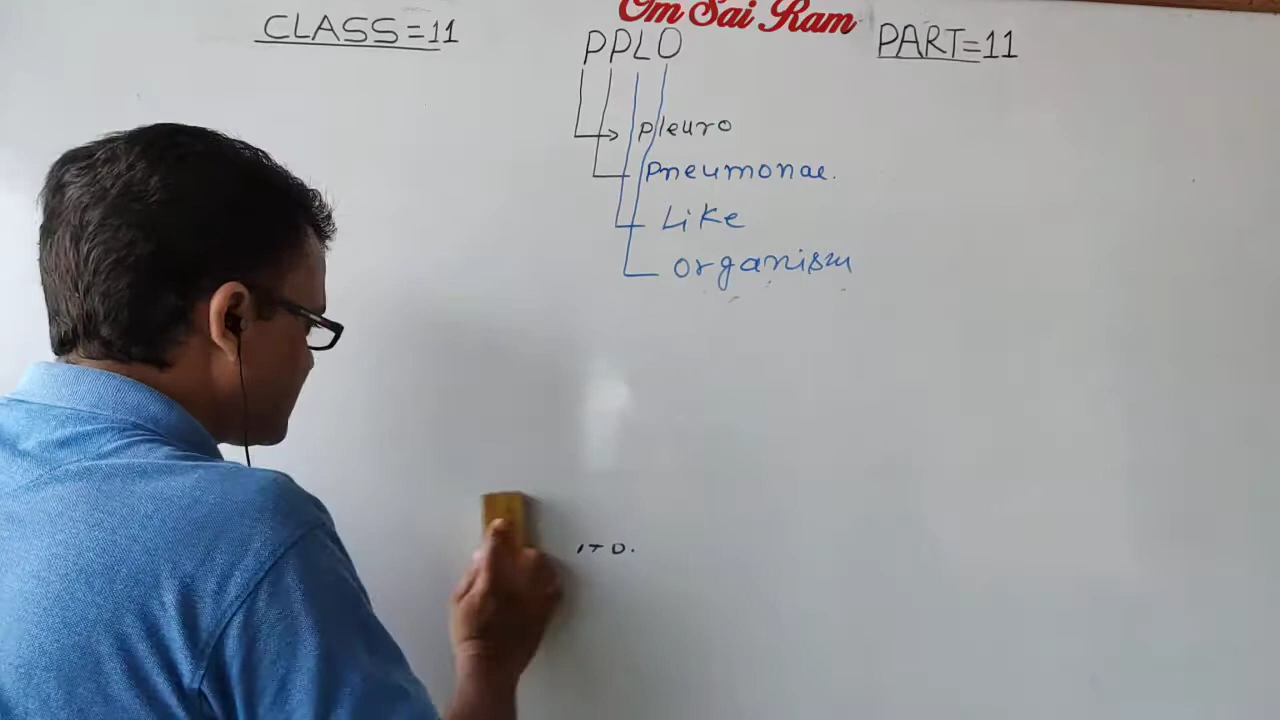 Om Sai Ram
CLASS=11
PPLO
PART=11
Pleuro
Pneumonae.
Like
organism